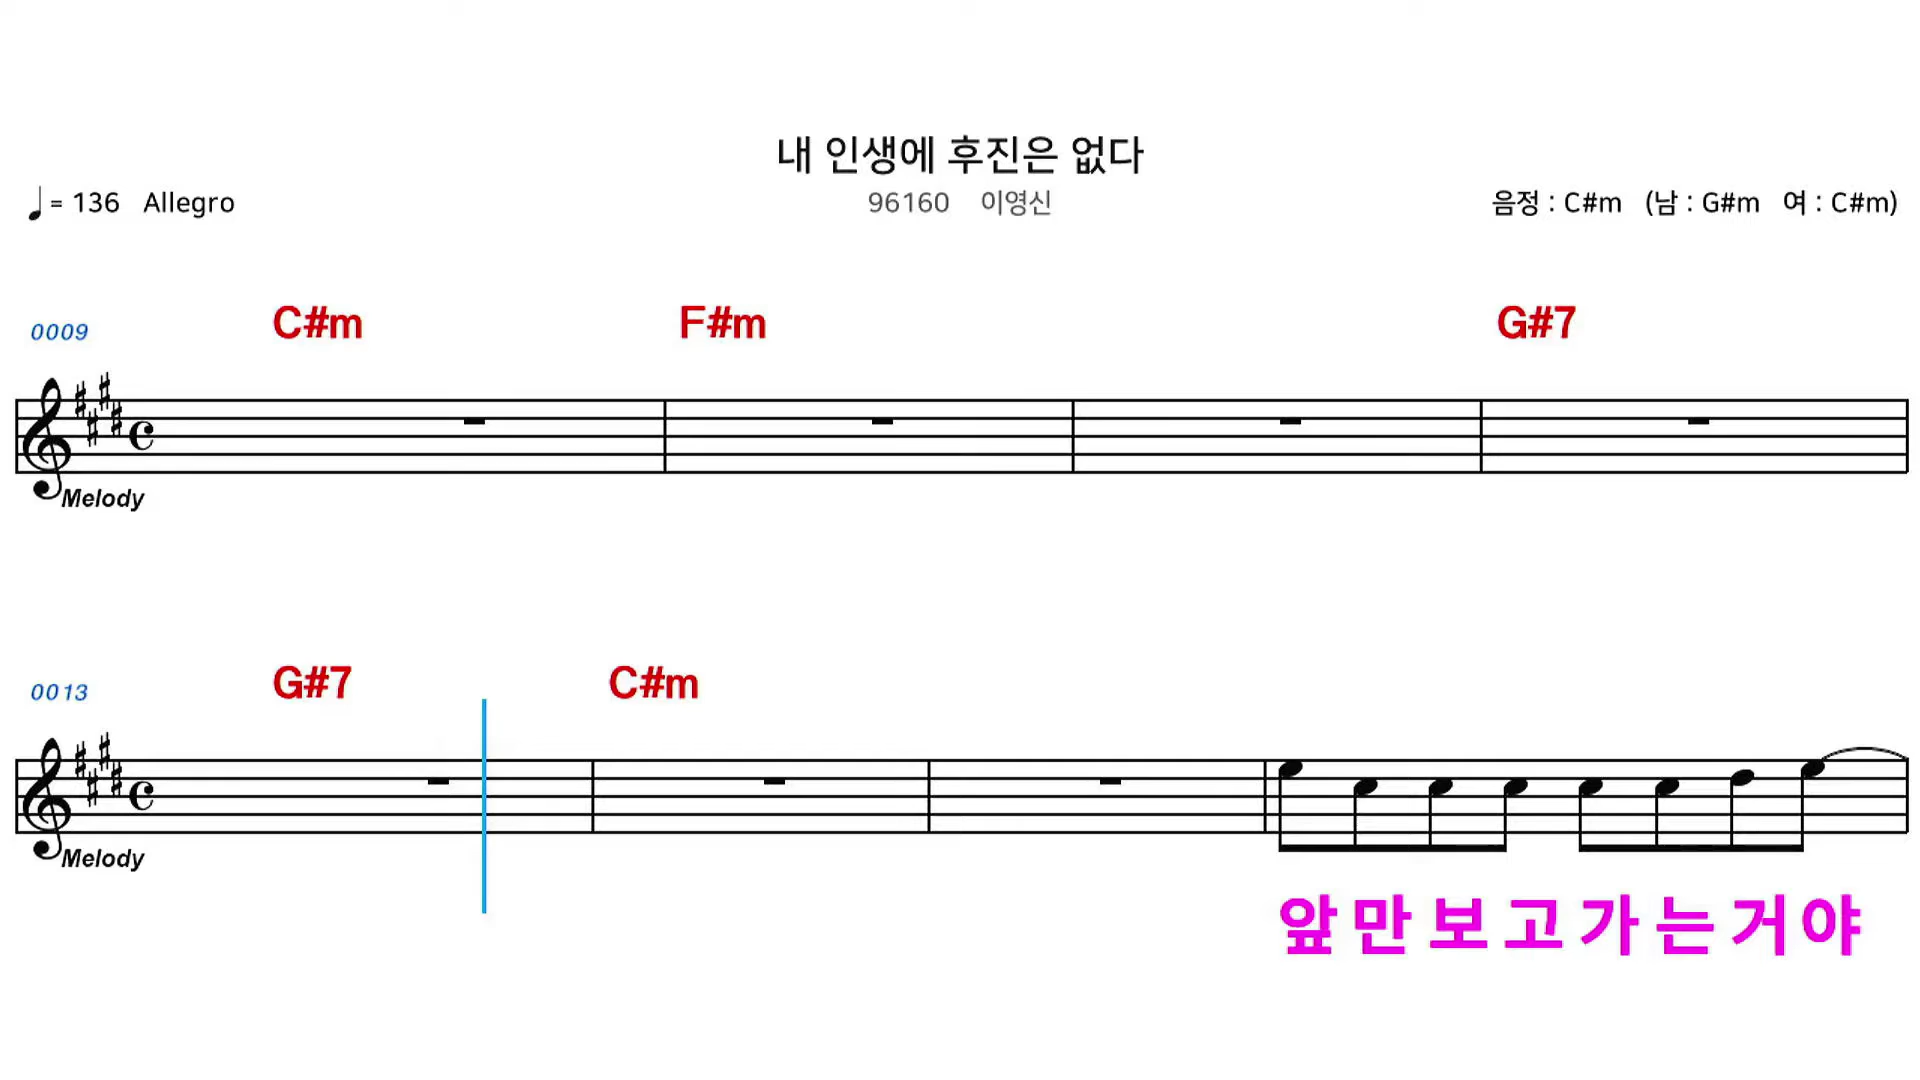 내 인생에 후진은 없다
♩= 136 Allegro
96160 이영신
음정 : C#m (남 : G#m 여 : C#m)
0009 C#m F#m G#7
Melody
0013 G#7 C#m
Melody
앞만보고가는거야